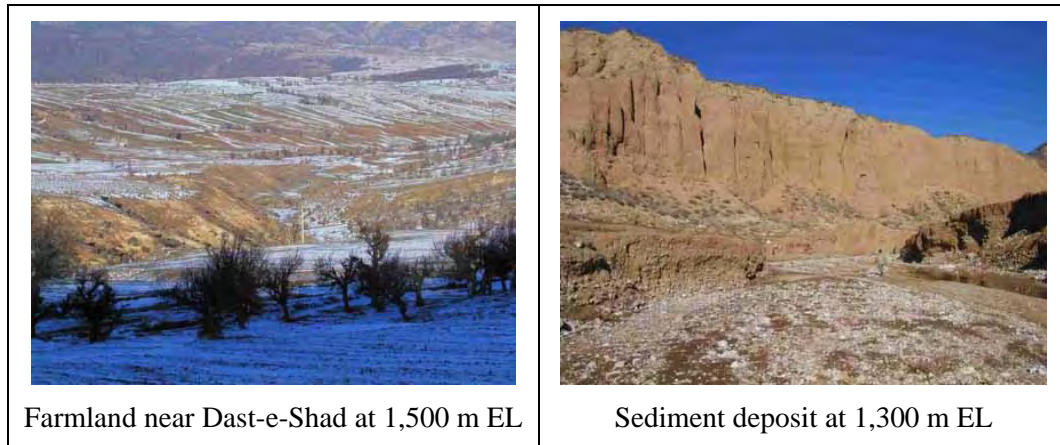 Farmland near Dast-e-Shad at 1,500 m EL
Sediment deposit at 1,300 m EL